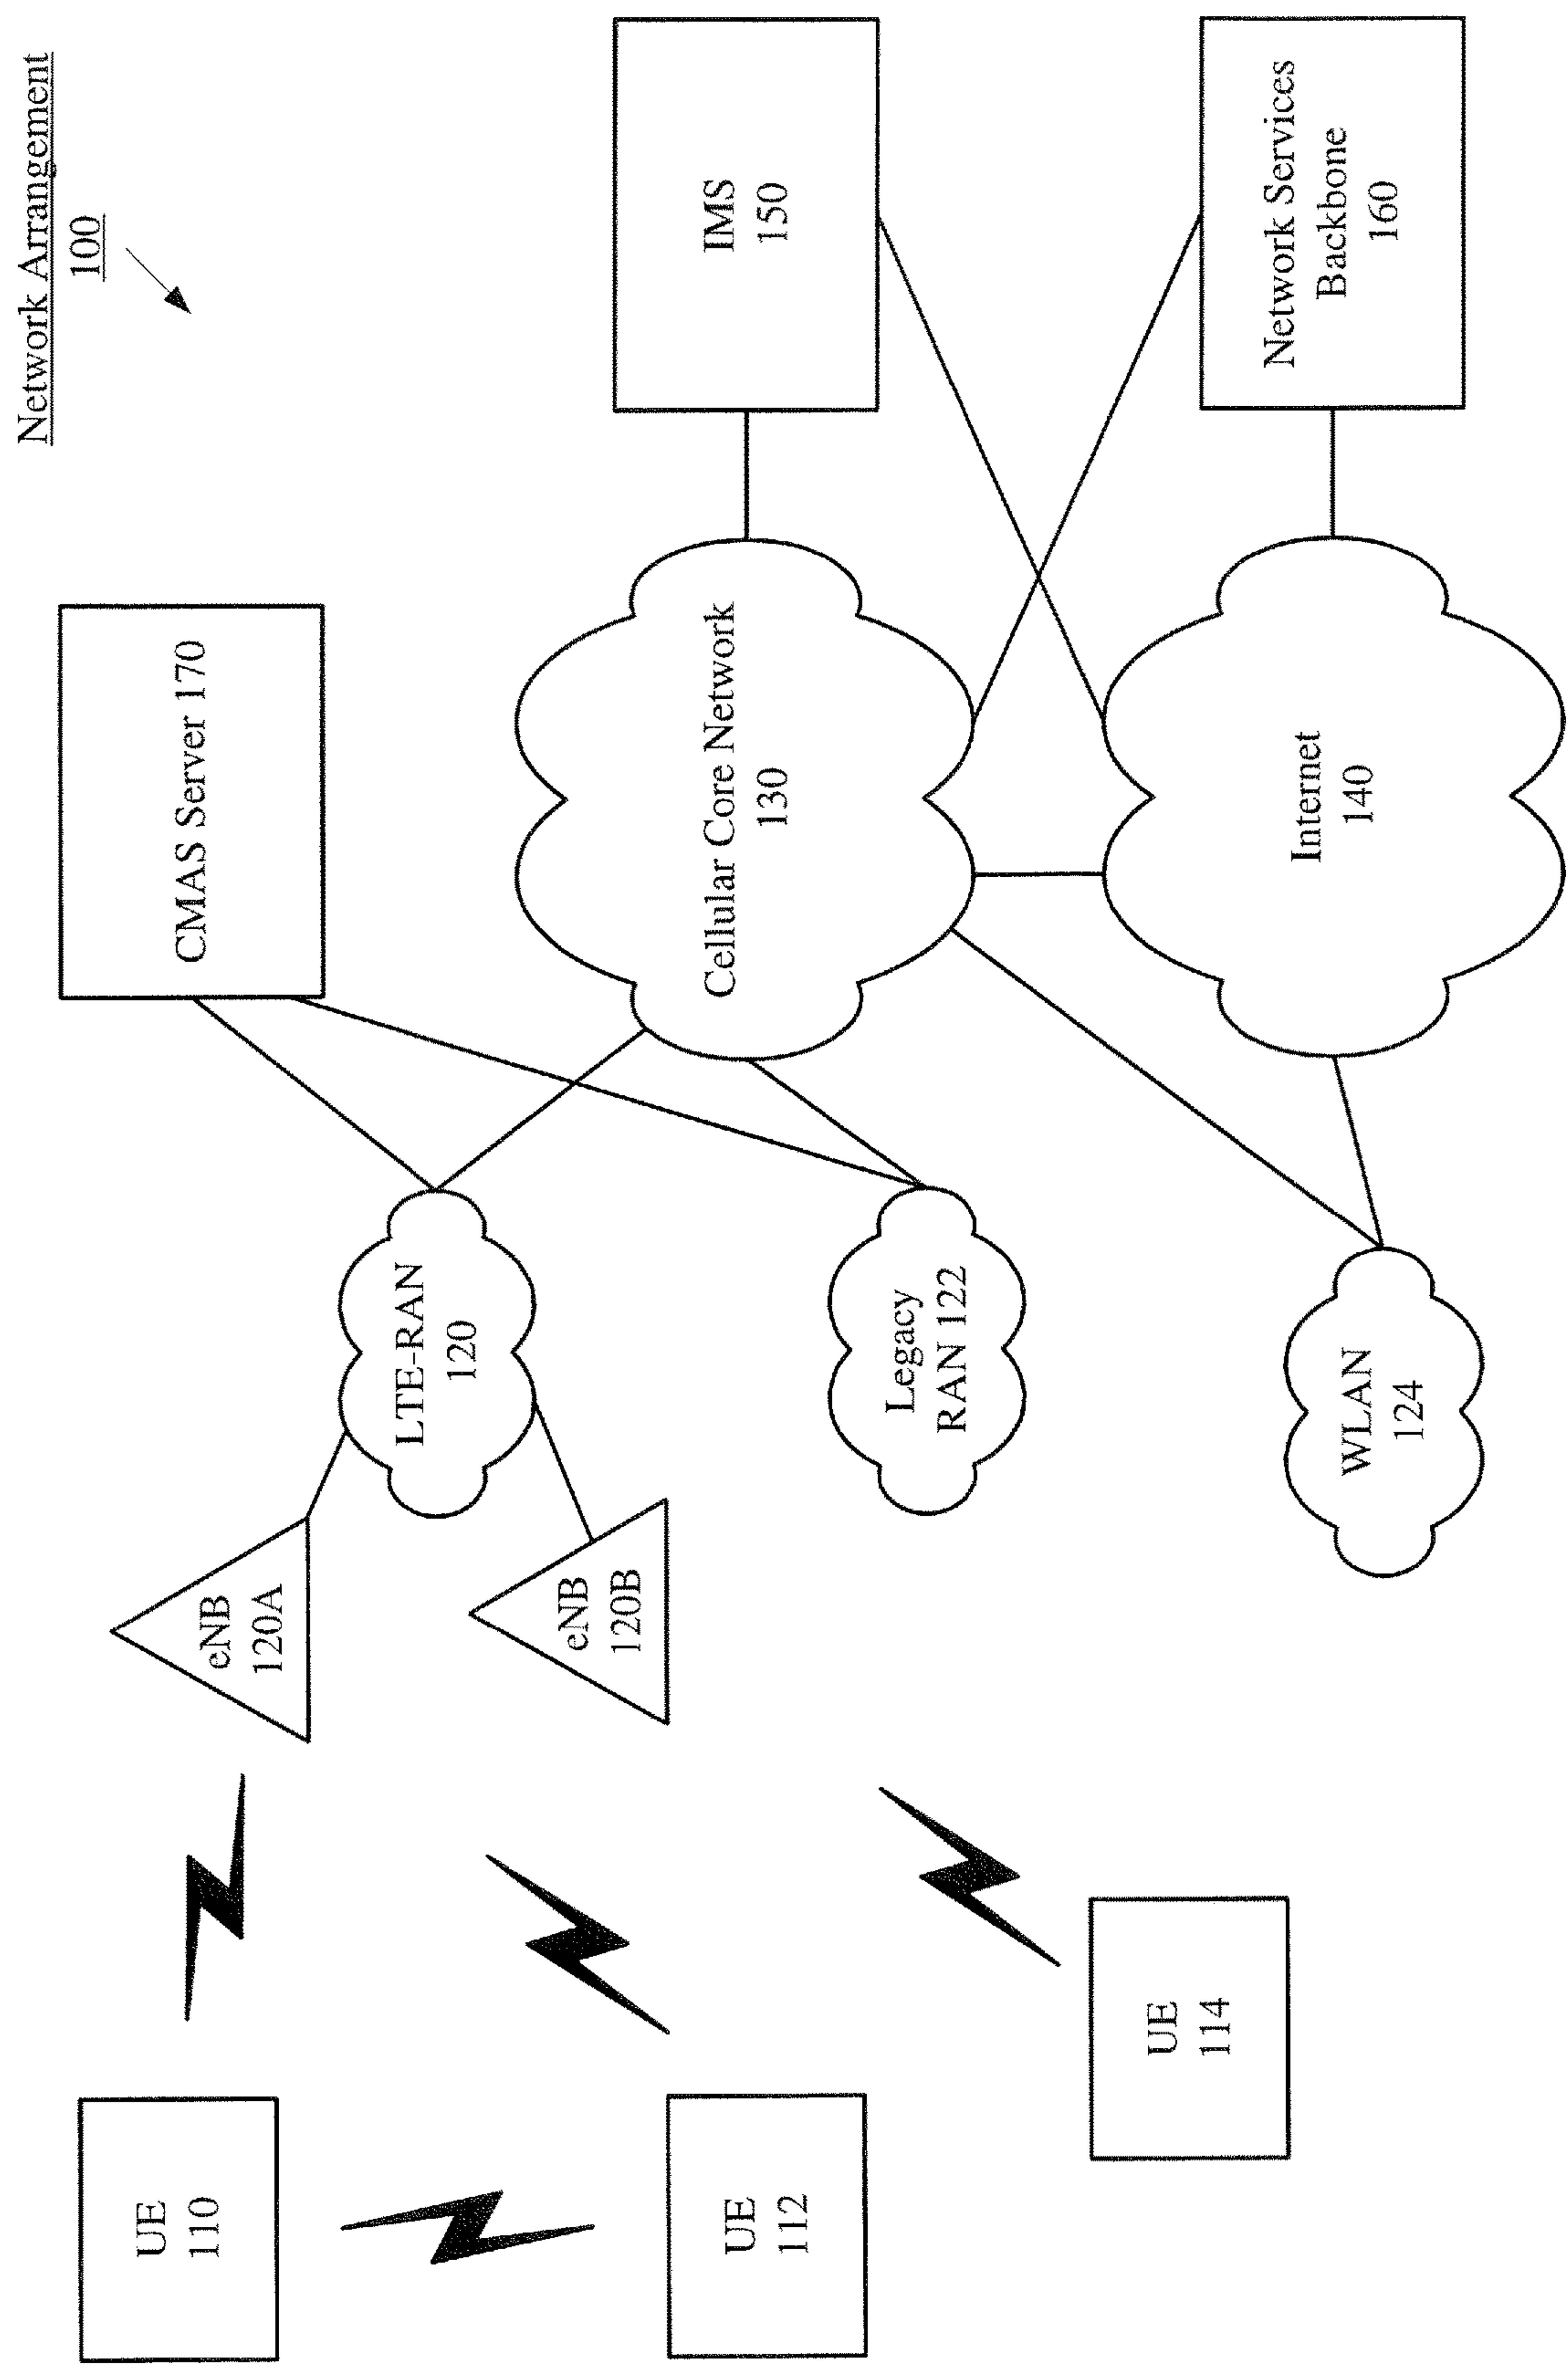 Network Arrangement
100
CMAS Server 170
eNB
120A
UE
110
LTE-RAN
120
eNB
120B
IMS
150
Cellular Core Network
130
Legacy
RAN 122
UE
112
Network Services
Backbone
160
Internet
140
WLAN
124
UE
114